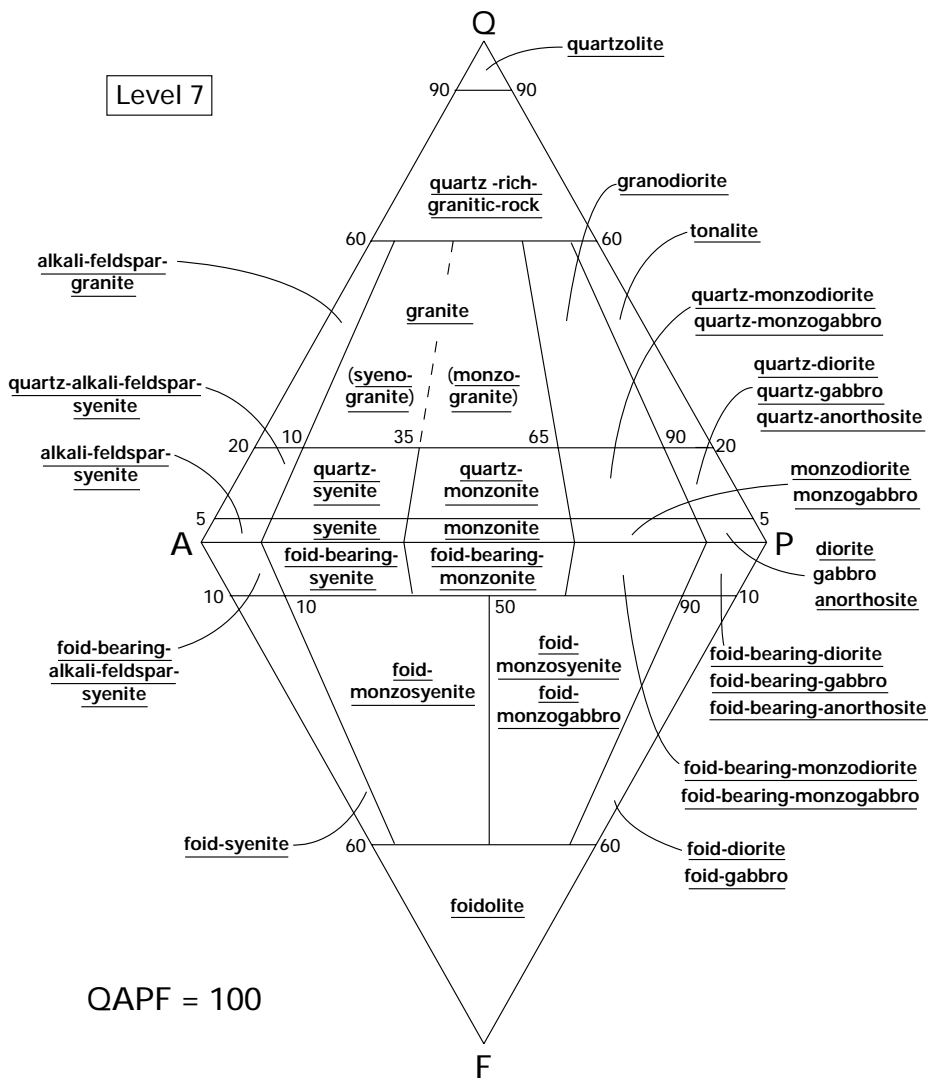 Q
quartzolite
Level 7
90 90
quartz -rich-
granitic-rock
granodiorite
60 60
tonalite
alkali-feldspar-
granite
granite
quartz-monzodiorite
quartz-monzogabbro
(syeno-
granite)
(monzo-
granite)
quartz-alkali-feldspar-
syenite
quartz-diorite
quartz-gabbro
quartz-anorthosite
20 10 35 65 90 20
alkali-feldspar-
syenite
quartz-
syenite
quartz-
monzonite
monzodiorite
monzogabbro
5 5
syenite
monzonite
A P
foid-bearing-
syenite
foid-bearing-
monzonite
diorite
gabbro
anorthosite
10 10 50 90 10
foid-bearing-
alkali-feldspar-
syenite
foid-
monzosyenite
foid-
monzosyenite
foid-
monzogabbro
foid-bearing-diorite
foid-bearing-gabbro
foid-bearing-anorthosite
foid-bearing-monzodiorite
foid-bearing-monzogabbro
foid-syenite
60 60
foid-diorite
foid-gabbro
foidolite
QAPF = 100
F